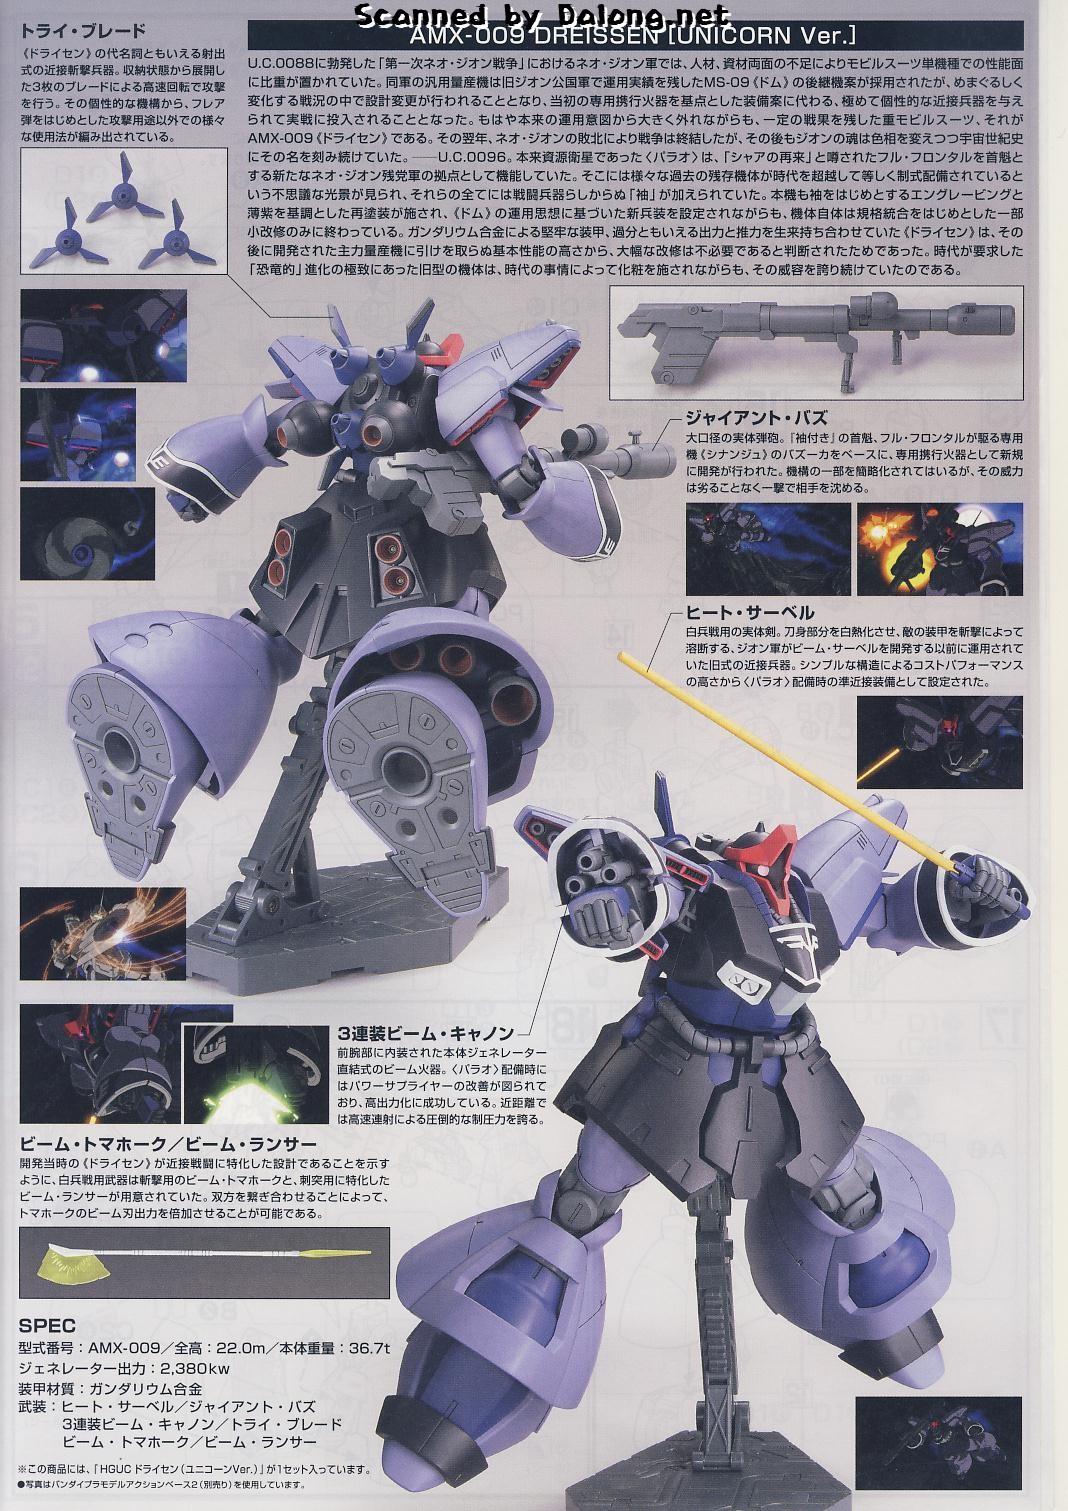 Scanned by Dalong.net
トライ・ブレード
《ドライセン》の代名詞ともいえる射出
式の近接斬撃兵器。収納状態から展開し
た3枚のブレードによる高速回転で攻撃
を行う。その個性的な機構から、フレア
弾をはじめとした攻撃用途以外での様々
な使用法が編み出されている。
AMX-009 DREISSEN [UNICORN Ver.]
U.C.0088に勃発した「第一次ネオ・ジオン戦争」におけるネオ・ジオン軍では、人材、資材両面の不足によりモビルスーツ単機種での性能面
に比重が置かれていた。同軍の汎用量産機は旧ジオン公国軍で運用実績を残したMS-09《ドム》の後継機案が採用されたが、めまぐるしく
変化する戦況の中で設計変更が行われることとなり、当初の専用携行火器を基点とした装備案に代わる、極めて個性的な近接兵器を与え
られて実戦に投入されることとなった。もはや本来の運用意図から大きく外れながらも、一定の戦果を残した重モビルスーツ、それが
AMX-009《ドライセン》である。その翌年、ネオ・ジオンの敗北により戦争は終結したが、その後もジオンの魂は色相を変えつつ宇宙世紀史
にその名を刻み続けていた。――U.C.0096。本来資源衛星であった〈パラオ〉は、「シャアの再来」と噂されたフル・フロンタルを首魁と
する新たなネオ・ジオン残党軍の拠点として機能していた。そこには様々な過去の残存機体が時代を超越して等しく制式配備されていると
いう不思議な光景が見られ、それらの全てには戦闘兵器らしからぬ「袖」が加えられていた。本機も袖をはじめとするエングレービングと
薄紫を基調とした再塗装が施され、《ドム》の運用思想に基づいた新兵装を設定されながらも、機体自体は規格統合をはじめとした一部
小改修のみに終わっている。ガンダリウム合金による堅牢な装甲、過分ともいえる出力と推力を生来持ち合わせていた《ドライセン》は、その
後に開発された主力量産機に引けを取らぬ基本性能の高さから、大幅な改修は不必要であると判断されたためであった。時代が要求した
「恐竜的」進化の極致にあった旧型の機体は、時代の事情によって化粧を施されながらも、その威容を誇り続けていたのである。
ジャイアント・バズ
大口径の実体弾砲。『袖付き』の首魁、フル・フロンタルが駆る専用
機《シナンジュ》のバズーカをベースに、専用携行火器として新規
に開発が行われた。機構の一部を簡略化されてはいるが、その威力
は劣ることなく一撃で相手を沈める。
ヒート・サーベル
白兵戦用の実体剣。刀身部分を白熱化させ、敵の装甲を斬撃によって
溶断する、ジオン軍がビーム・サーベルを開発する以前に運用されて
いた旧式の近接兵器。シンプルな構造によるコストパフォーマンス
の高さから〈パラオ〉配備時の準近接装備として設定された。
3連装ビーム・キャノン
前腕部に内装された本体ジェネレーター
直結式のビーム火器。〈パラオ〉配備時に
はパワーサプライヤーの改善が図られて
おり、高出力化に成功している。近距離で
は高速連射による圧倒的な制圧力を誇る。
ビーム・トマホーク／ビーム・ランサー
開発当時の《ドライセン》が近接戦闘に特化した設計であることを示す
ように、白兵戦用武器は斬撃用のビーム・トマホークと、刺突用に特化した
ビーム・ランサーが用意されていた。双方を繋ぎ合わせることによって、
トマホークのビーム刃出力を倍加させることが可能である。
SPEC
型式番号：AMX-009／全高：22.0m／本体重量：36.7t
ジェネレーター出力：2,380kw
装甲材質：ガンダリウム合金
武装：ヒート・サーベル／ジャイアント・バズ
3連装ビーム・キャノン／トライ・ブレード
ビーム・トマホーク／ビーム・ランサー
※この商品には、「HGUC ドライセン(ユニコーンVer.)」が1セット入っています。
●写真はバンダイプラモデルアクションベース2(別売り)を使用しています。